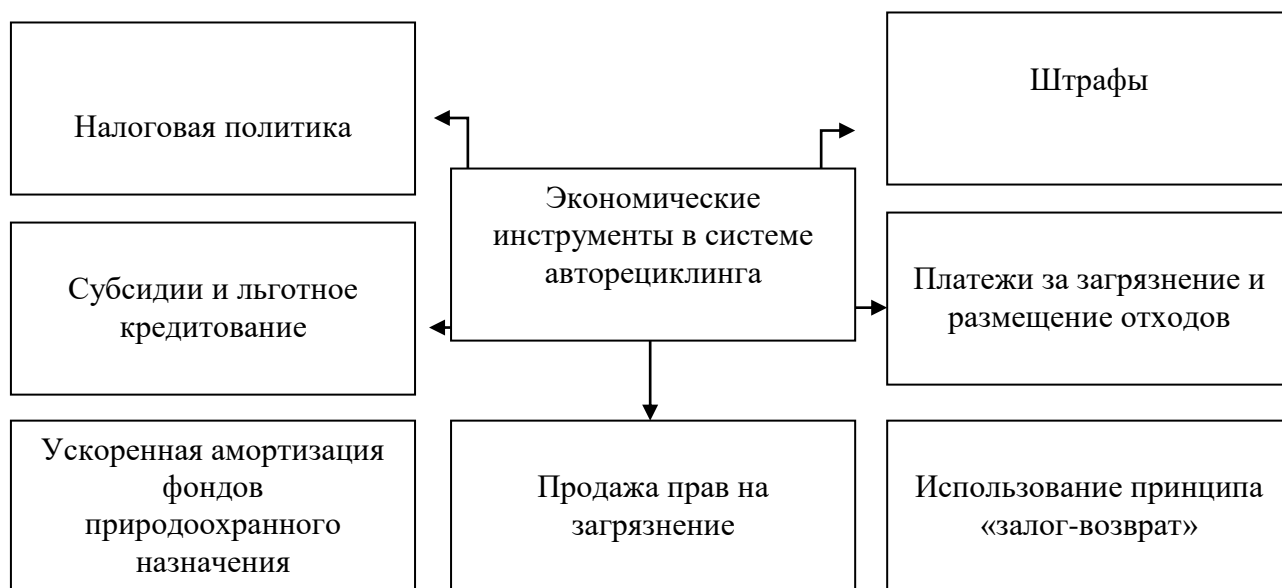 Налоговая политика
Штрафы
Экономические
инструменты в системе
авторециклинга
Субсидии и льготное
кредитование
Платежи за загрязнение и
размещение отходов
Ускоренная амортизация
фондов
природоохранного
назначения
Продажа прав на
загрязнение
Использование принципа
«залог-возврат»